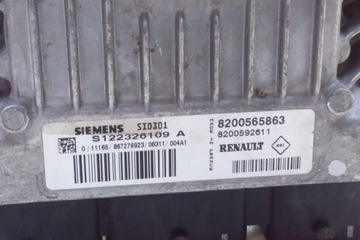 SIEMENS SID301
S122326109 A
0 / 11165 / 867279923 / 06311 / 004A1
8200565863
8200592611
RENAULT